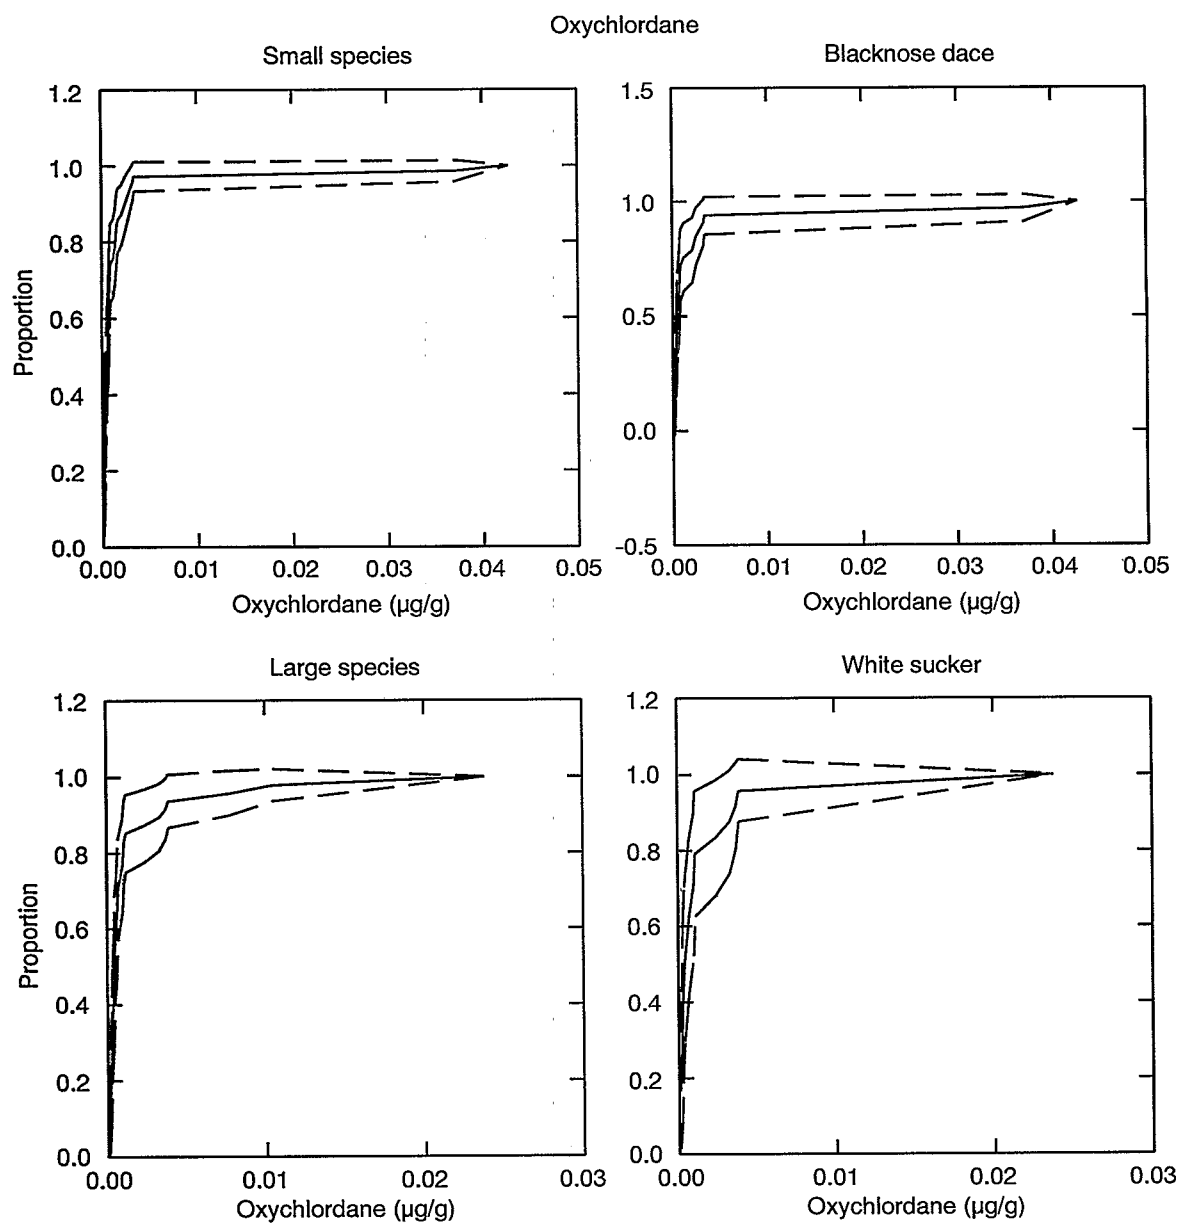 Oxychlordane
Small species
1.2
1.0
0.8
0.6
0.4
0.2
0.0
Proportion
0.00 0.01 0.02 0.03 0.04 0.05
Oxychlordane (µg/g)
Blacknose dace
1.5
1.0
0.5
0.0
-0.5
0.00 0.01 0.02 0.03 0.04 0.05
Oxychlordane (µg/g)
Large species
1.2
1.0
0.8
0.6
0.4
0.2
0.0
Proportion
0.00 0.01 0.02 0.03
Oxychlordane (µg/g)
White sucker
1.2
1.0
0.8
0.6
0.4
0.2
0.0
0.00 0.01 0.02 0.03
Oxychlordane (µg/g)